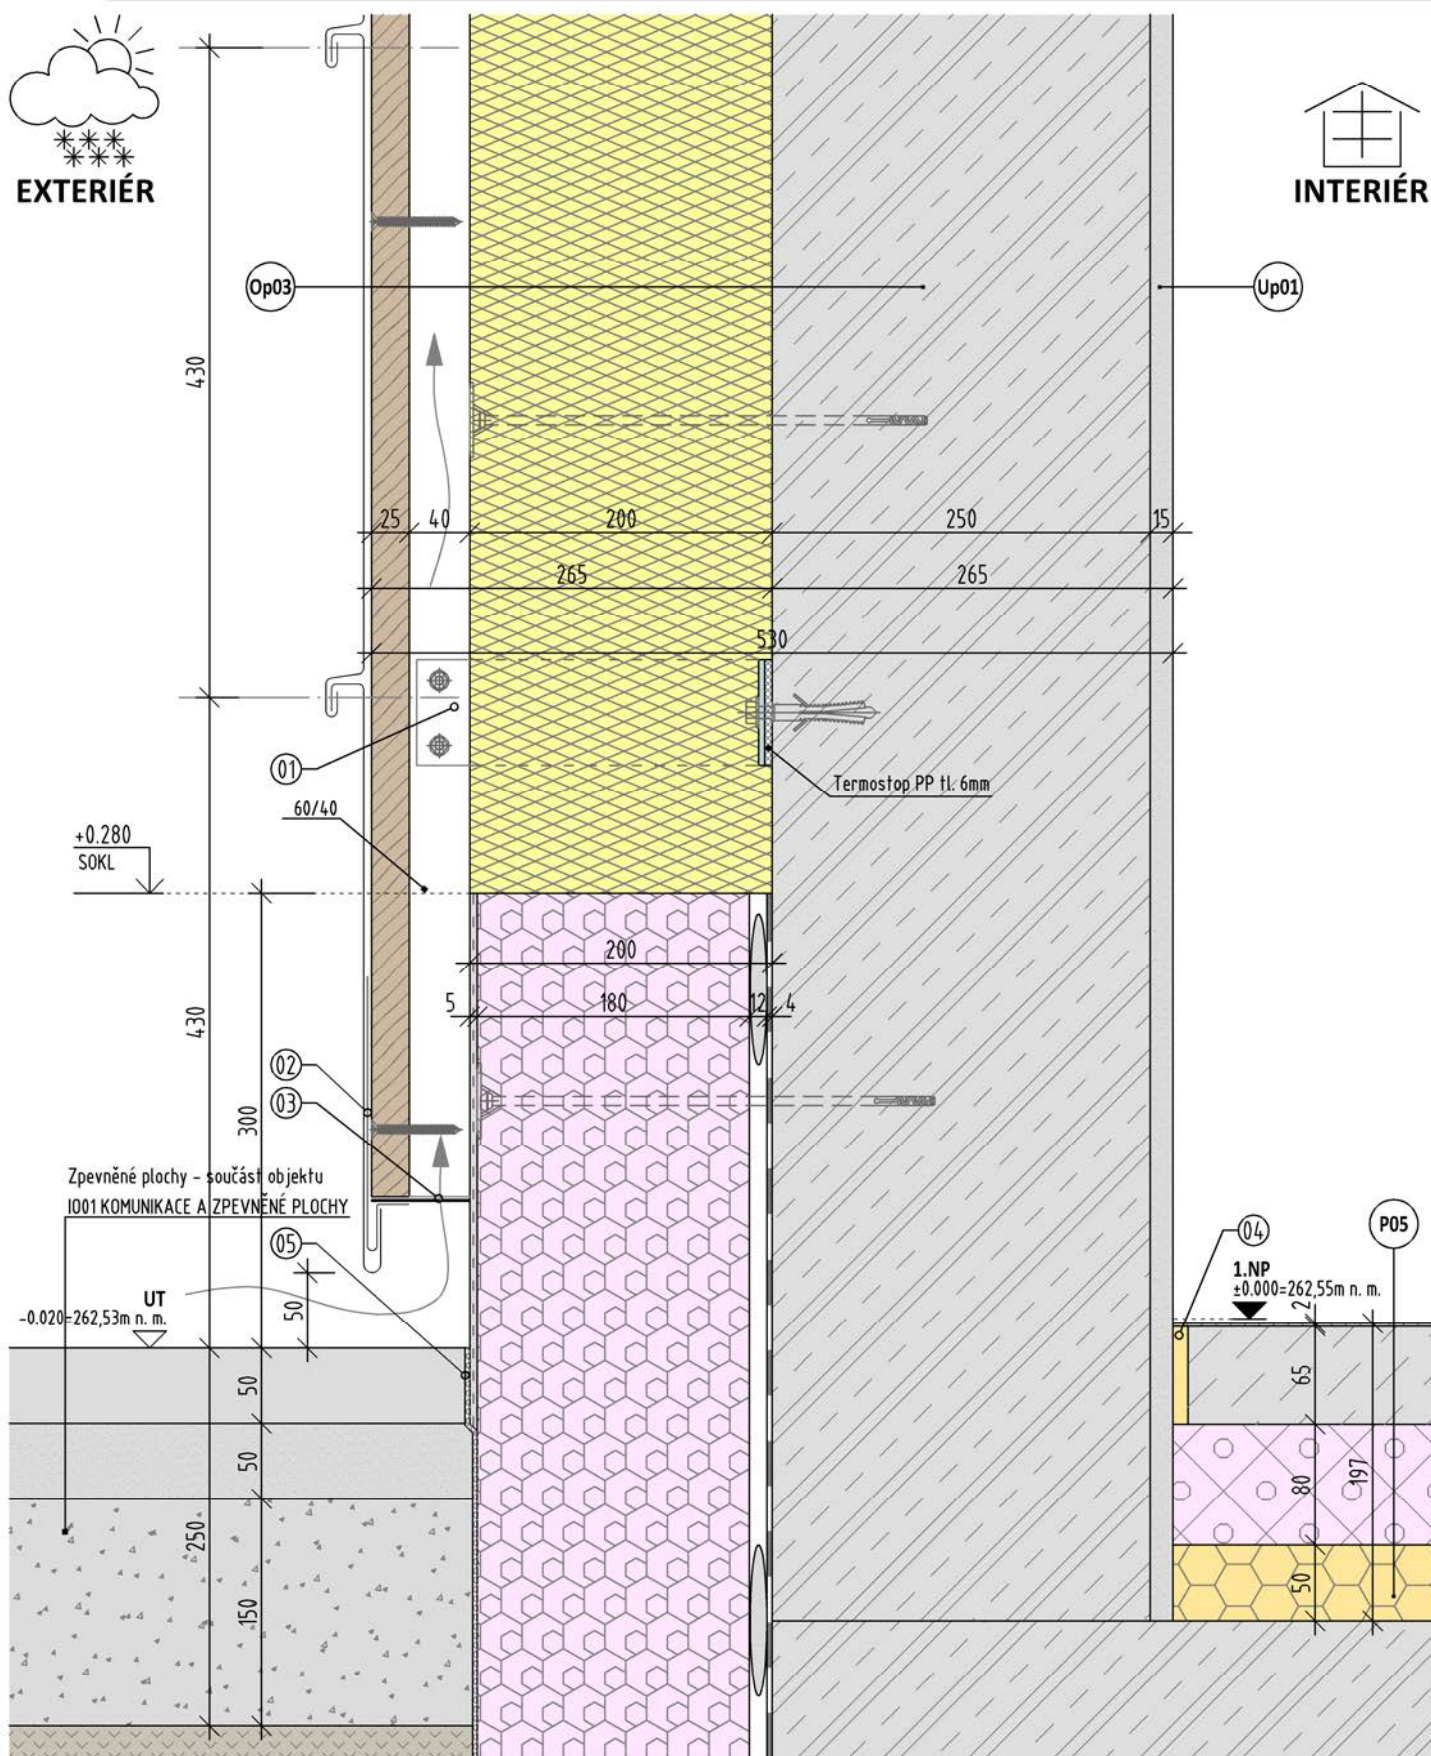 EXTERIÉR
INTERIÉR
Op03
Up01
430
25
40
200
250
15
265
265
530
01
Termostop PP tl. 6mm
60/40
+0.280
SOKL
200
5
180
12
4
430
02
03
300
Zpevněné plochy - součást objektu
IO01 KOMUNIKACE A ZPEVNĚNÉ PLOCHY
05
04
P05
1.NP
±0.000=262,55m n. m.
UT
-0.020=262,53m n. m.
50
2
50
65
50
80
197
250
150
50